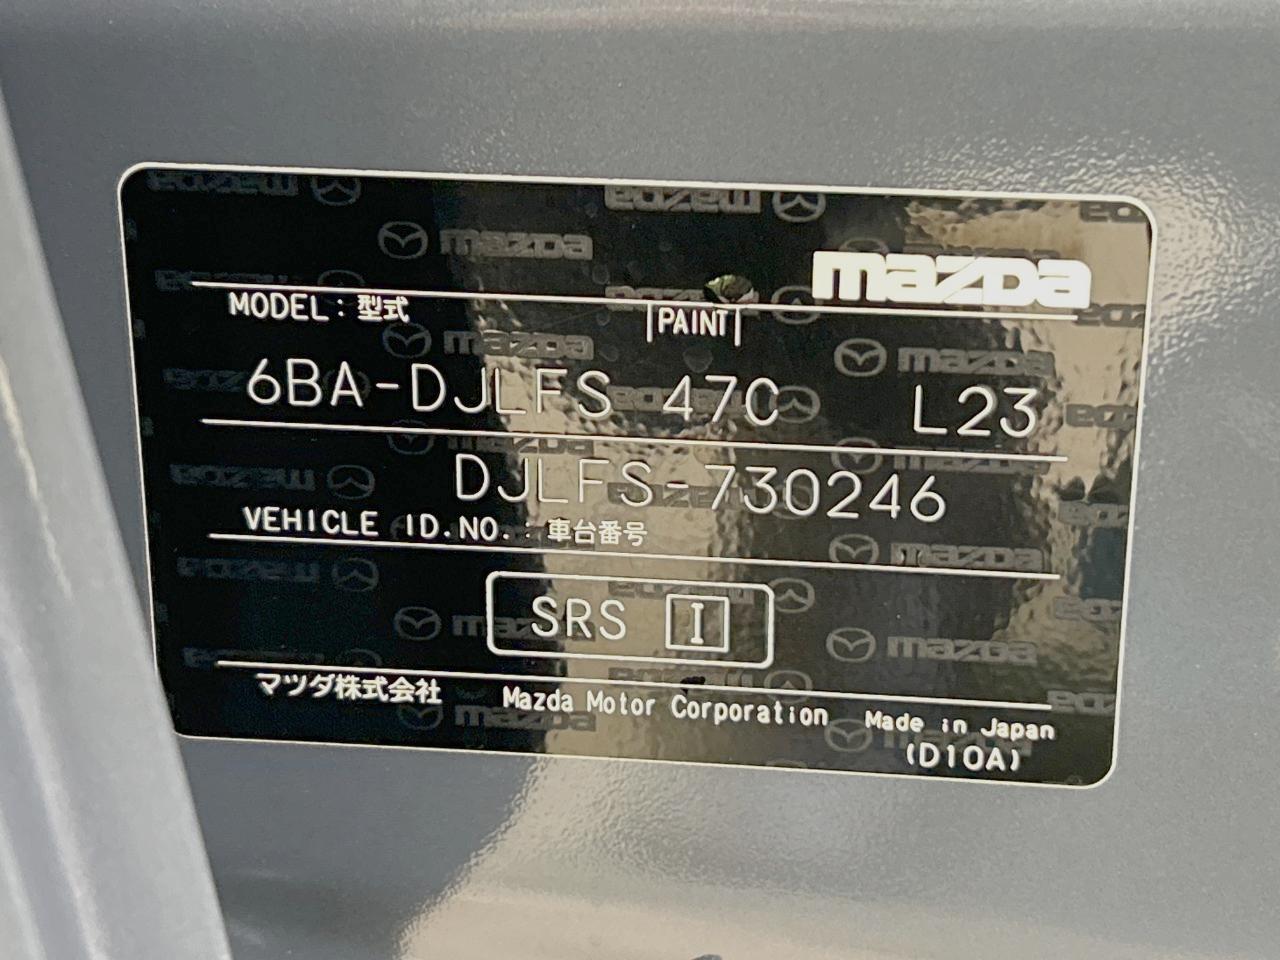 mazda
MODEL : 型式
PAINT
6BA-DJLFS 47C L23
DJLFS-730246
VEHICLE ID.NO. : 車台番号
SRS I
マツダ株式会社 Mazda Motor Corporation Made in Japan
(D10A)